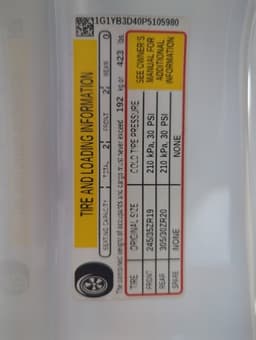 1G1YB3D40P5105980
TIRE AND LOADING INFORMATION
SEATING CAPACITY TOTAL 2 FRONT 2 REAR 0
The combined weight of occupants and cargo must never exceed 192 kg or 423 lbs.
TIRE ORIGINAL SIZE COLD TIRE PRESSURE
FRONT 245/35ZR19 210 kPa, 30 PSI
REAR 305/30ZR20 210 kPa, 30 PSI
SPARE NONE NONE
SEE OWNER'S
MANUAL FOR
ADDITIONAL
INFORMATION